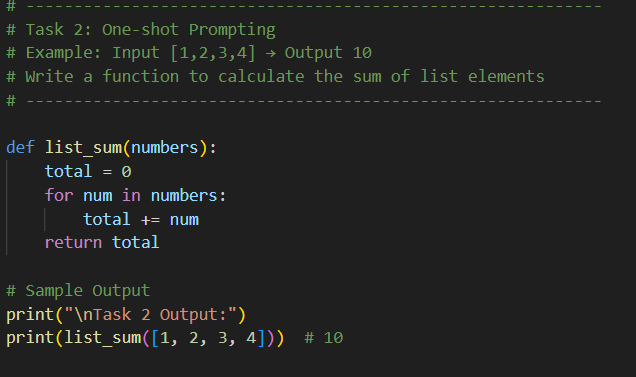 # ------------------------------------------------------------
# Task 2: One-shot Prompting
# Example: Input [1,2,3,4] → Output 10
# Write a function to calculate the sum of list elements
# ------------------------------------------------------------
def list_sum(numbers):
    total = 0
    for num in numbers:
        total += num
    return total
# Sample Output
print("\nTask 2 Output:")
print(list_sum([1, 2, 3, 4]))  # 10